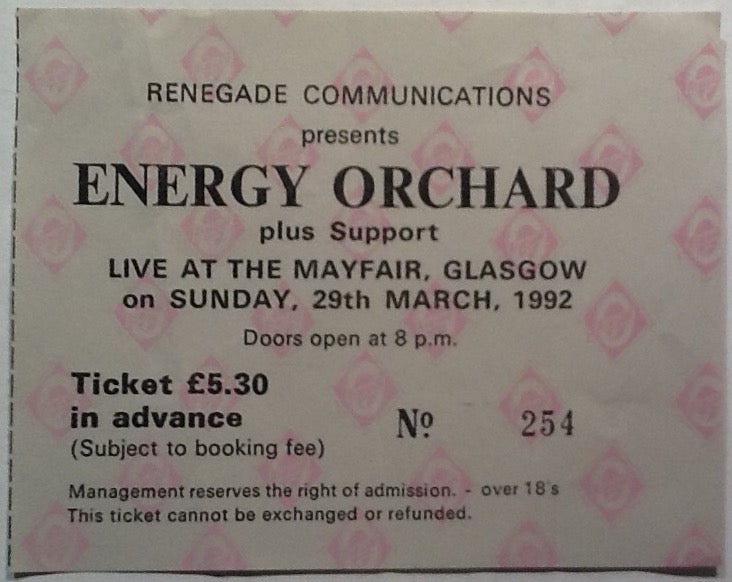 RENEGADE COMMUNICATIONS
presents
ENERGY ORCHARD
plus Support
LIVE AT THE MAYFAIR, GLASGOW
on SUNDAY, 29th MARCH, 1992
Doors open at 8 p.m.
Ticket £5.30
in advance
(Subject to booking fee)
Nº 254
Management reserves the right of admission. - over 18's
This ticket cannot be exchanged or refunded.